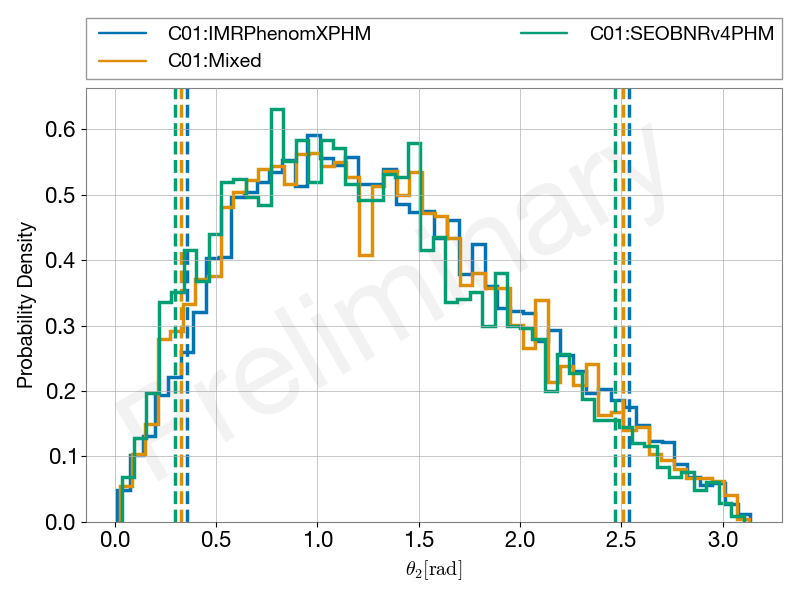 C01:IMRPhenomXPHM
C01:Mixed
C01:SEOBNRv4PHM
Preliminary
Probability Density
0.6
0.5
0.4
0.3
0.2
0.1
0.0
0.0 0.5 1.0 1.5 2.0 2.5 3.0
θ₂[rad]